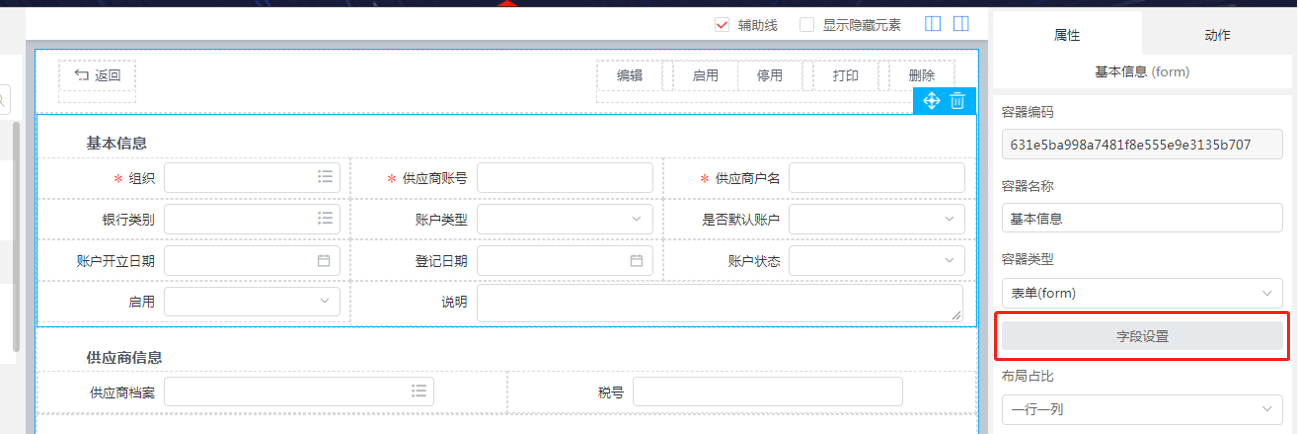 辅助线 显示隐藏元素
返回 编辑 启用 停用 打印 删除
基本信息
* 组织 * 供应商账号 * 供应商户名
银行类别 账户类型 是否默认账户
账户开立日期 登记日期 账户状态
启用 说明
供应商信息
供应商档案 税号
属性 动作
基本信息 (form)
容器编码
631e5ba998a7481f8e555e9e3135b707
容器名称
基本信息
容器类型
表单(form)
字段设置
布局占比
一行一列